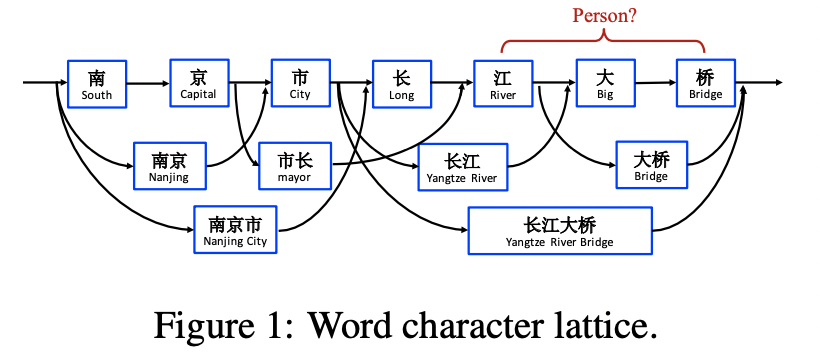 Person?
南
South
京
Capital
市
City
长
Long
江
River
大
Big
桥
Bridge
南京
Nanjing
市长
mayor
长江
Yangtze River
大桥
Bridge
南京市
Nanjing City
长江大桥
Yangtze River Bridge
Figure 1: Word character lattice.